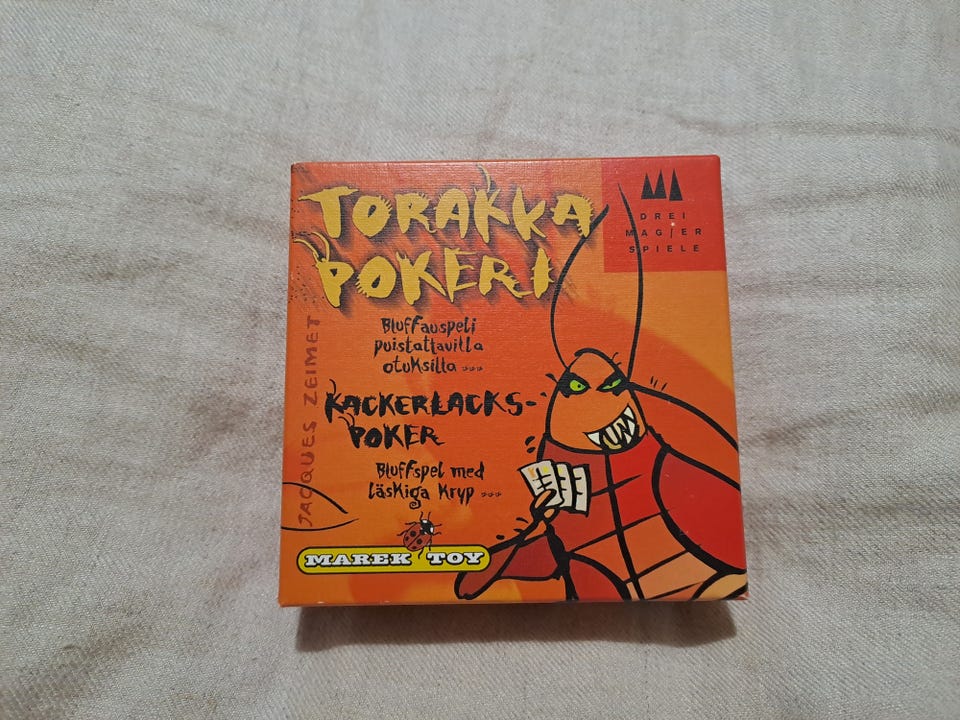 TORAKKA
POKERI
DREI
MAGIER
SPIELE
Bluffauspeli
puistattavilla
otuksilla ...
JACQUES ZEIMET
KACKERLACKS-
POKER
Bluffspel med
läskiga kryp ...
MAREK TOY